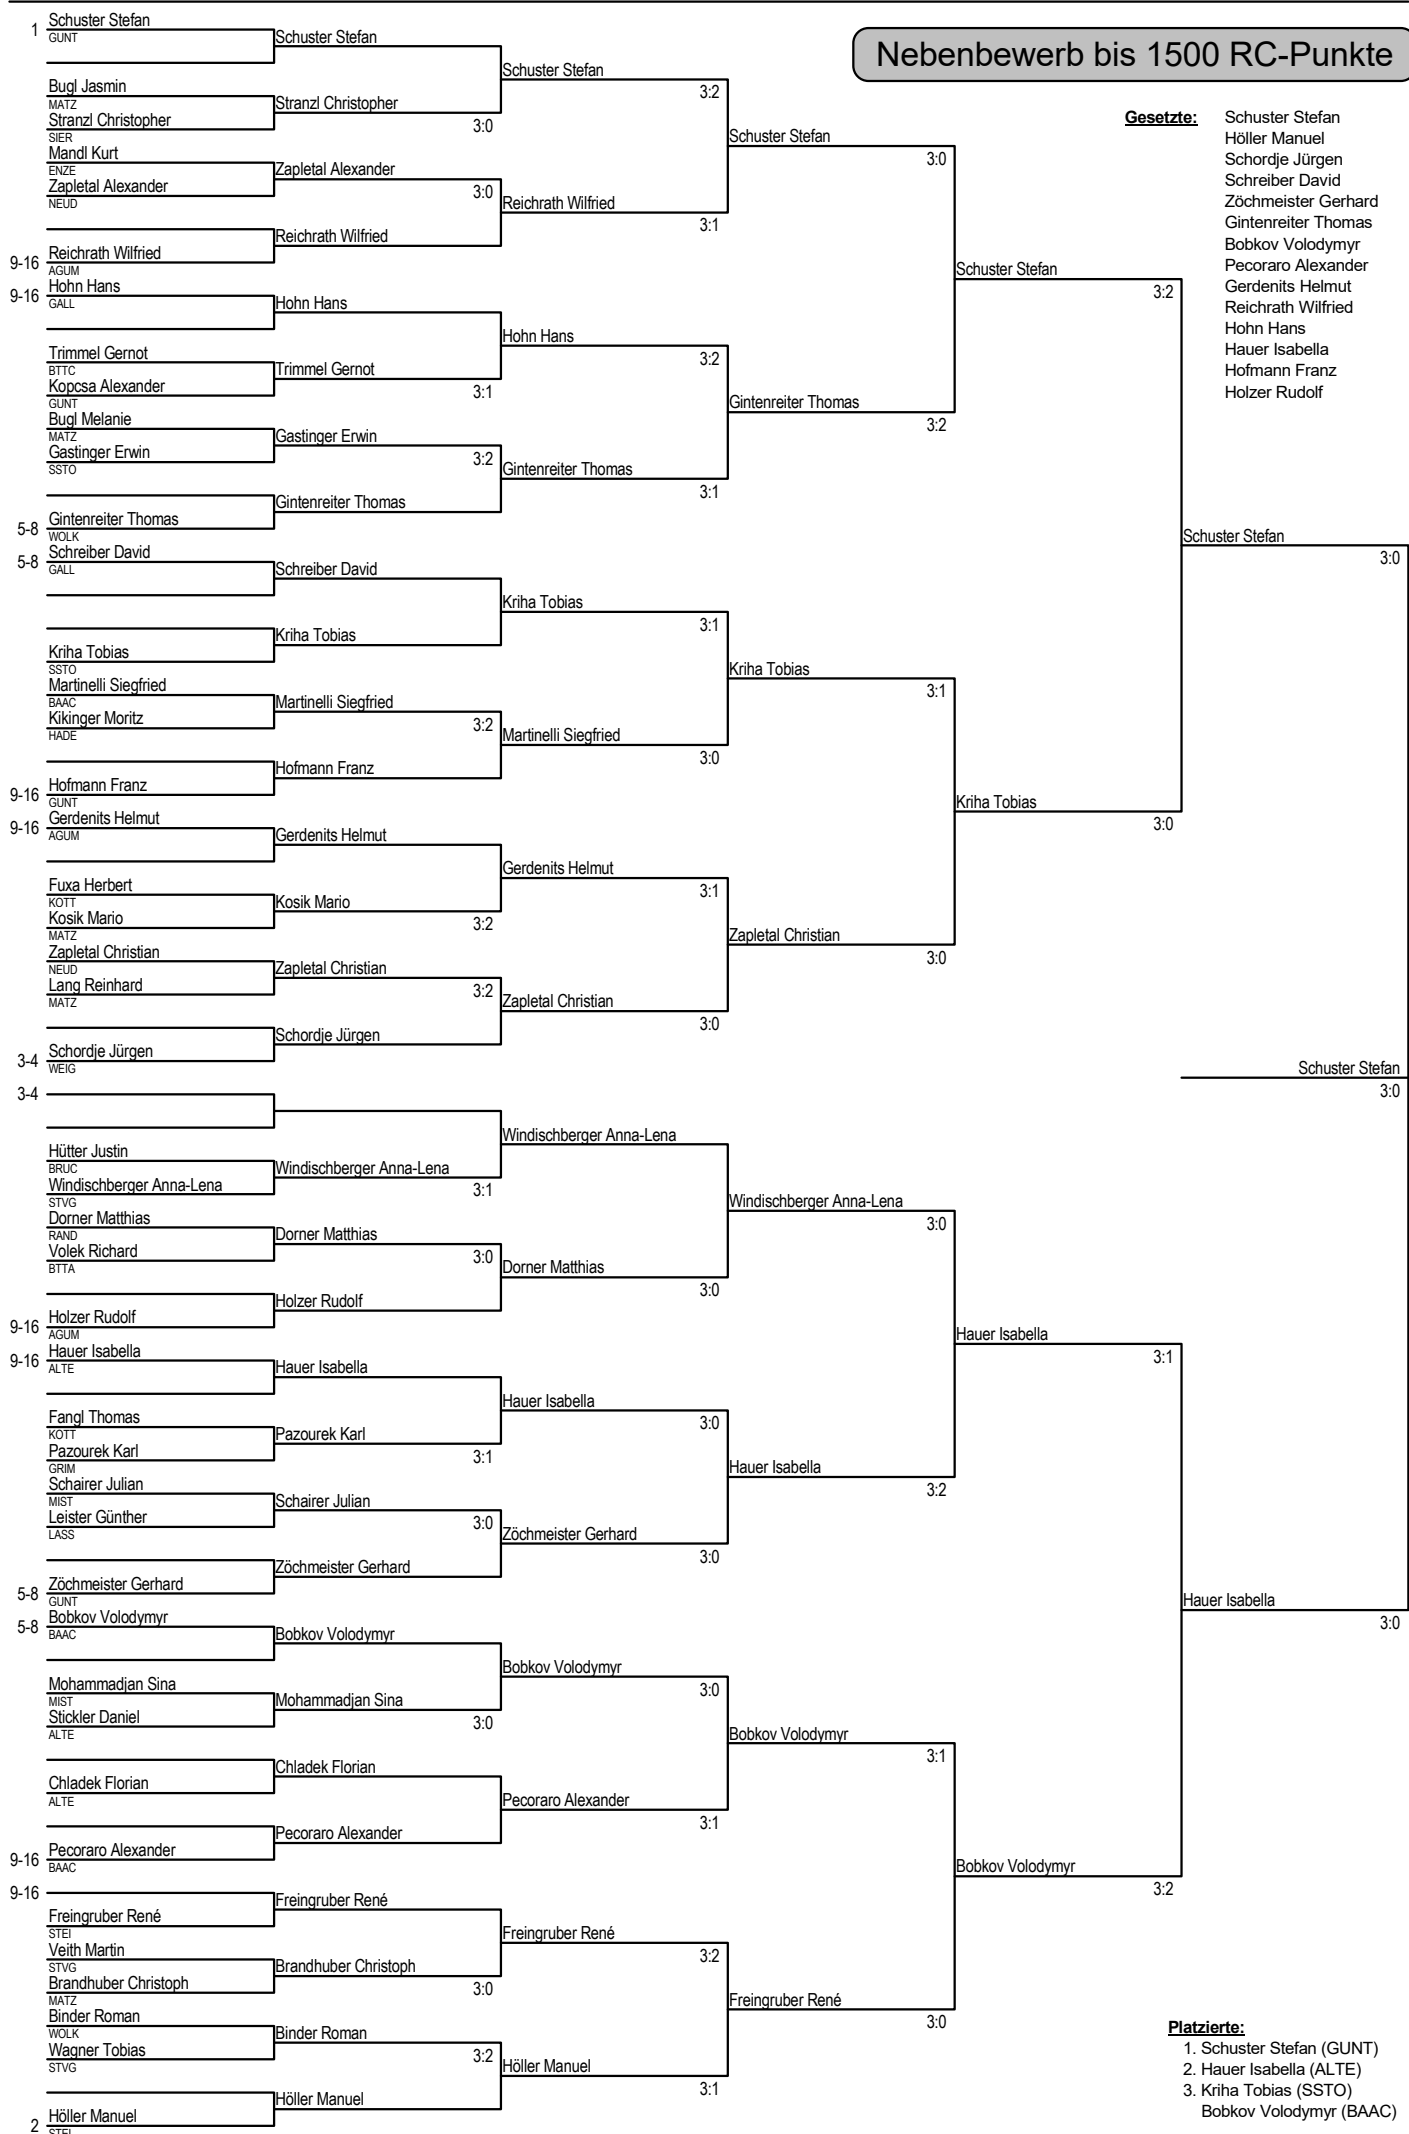 Nebenbewerb bis 1500 RC-Punkte
Gesetzte: Schuster Stefan
Höller Manuel
Schordje Jürgen
Schreiber David
Zöchmeister Gerhard
Gintenreiter Thomas
Bobkov Volodymyr
Pecoraro Alexander
Gerdenits Helmut
Reichrath Wilfried
Hohn Hans
Hauer Isabella
Hofmann Franz
Holzer Rudolf
1 Schuster Stefan
GUNT
Bugl Jasmin
MATZ
Stranzl Christopher
SIER
Mandl Kurt
ENZE
Zapletal Alexander
NEUD
9-16 Reichrath Wilfried
AGUM
9-16 Hohn Hans
GALL
Trimmel Gernot
BTTC
Kopcsa Alexander
GUNT
Bugl Melanie
MATZ
Gastinger Erwin
SSTO
5-8 Gintenreiter Thomas
WOLK
5-8 Schreiber David
GALL
Kriha Tobias
SSTO
Martinelli Siegfried
BAAC
Kikinger Moritz
HADE
9-16 Hofmann Franz
GUNT
9-16 Gerdenits Helmut
AGUM
Fuxa Herbert
KOTT
Kosik Mario
MATZ
Zapletal Christian
NEUD
Lang Reinhard
MATZ
3-4 Schordje Jürgen
WEIG
3-4
Hütter Justin
BRUC
Windischberger Anna-Lena
STVG
Dorner Matthias
RAND
Volek Richard
BTTA
9-16 Holzer Rudolf
AGUM
9-16 Hauer Isabella
ALTE
Fangl Thomas
KOTT
Pazourek Karl
GRIM
Schairer Julian
MIST
Leister Günther
LASS
5-8 Zöchmeister Gerhard
GUNT
5-8 Bobkov Volodymyr
BAAC
Mohammadjan Sina
MIST
Stickler Daniel
ALTE
Chladek Florian
ALTE
9-16 Pecoraro Alexander
BAAC
9-16
Freingruber René
STEI
Veith Martin
STVG
Brandhuber Christoph
MATZ
Binder Roman
WOLK
Wagner Tobias
STVG
2 Höller Manuel
STEI
Schuster Stefan
Stranzl Christopher
3:0
Zapletal Alexander
3:0
Reichrath Wilfried
Hohn Hans
Trimmel Gernot
3:1
Gastinger Erwin
3:2
Gintenreiter Thomas
Schreiber David
Kriha Tobias
Martinelli Siegfried
3:2
Hofmann Franz
Gerdenits Helmut
Kosik Mario
3:2
Zapletal Christian
3:2
Schordje Jürgen
Windischberger Anna-Lena
3:1
Dorner Matthias
3:0
Holzer Rudolf
Hauer Isabella
Pazourek Karl
3:1
Schairer Julian
3:0
Zöchmeister Gerhard
Bobkov Volodymyr
Mohammadjan Sina
3:0
Chladek Florian
Pecoraro Alexander
Freingruber René
Brandhuber Christoph
3:0
Binder Roman
3:2
Höller Manuel
Schuster Stefan
3:2
Reichrath Wilfried
3:1
Hohn Hans
3:2
Gintenreiter Thomas
3:1
Kriha Tobias
3:1
Martinelli Siegfried
3:0
Gerdenits Helmut
3:1
Zapletal Christian
3:0
Windischberger Anna-Lena
Dorner Matthias
3:0
Hauer Isabella
3:0
Zöchmeister Gerhard
3:0
Bobkov Volodymyr
3:0
Pecoraro Alexander
3:1
Freingruber René
3:2
Höller Manuel
3:1
Schuster Stefan
3:0
Gintenreiter Thomas
3:2
Kriha Tobias
3:1
Zapletal Christian
3:0
Windischberger Anna-Lena
3:0
Hauer Isabella
3:2
Bobkov Volodymyr
3:1
Freingruber René
3:0
Schuster Stefan
3:2
Kriha Tobias
3:0
Hauer Isabella
3:1
Bobkov Volodymyr
3:2
Schuster Stefan
3:0
Hauer Isabella
3:0
Schuster Stefan
3:0
Platzierte:
1. Schuster Stefan (GUNT)
2. Hauer Isabella (ALTE)
3. Kriha Tobias (SSTO)
Bobkov Volodymyr (BAAC)